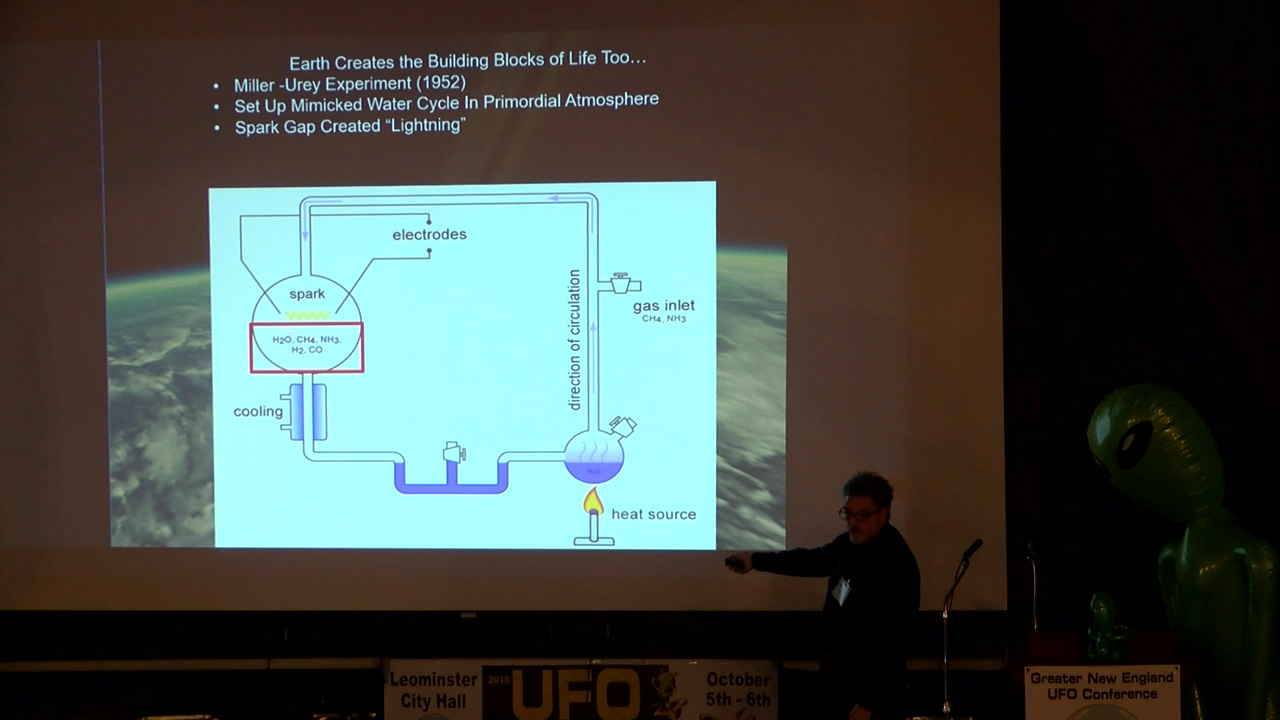 Earth Creates the Building Blocks of Life Too...
• Miller -Urey Experiment (1952)
• Set Up Mimicked Water Cycle In Primordial Atmosphere
• Spark Gap Created “Lightning”
electrodes
spark
H2O, CH4, NH3,
H2, CO
cooling
direction of circulation
gas inlet
CH4, NH3
H2O
heat source
Leominster
City Hall
2018
UFO
October
5th - 6th
Greater New England
UFO Conference